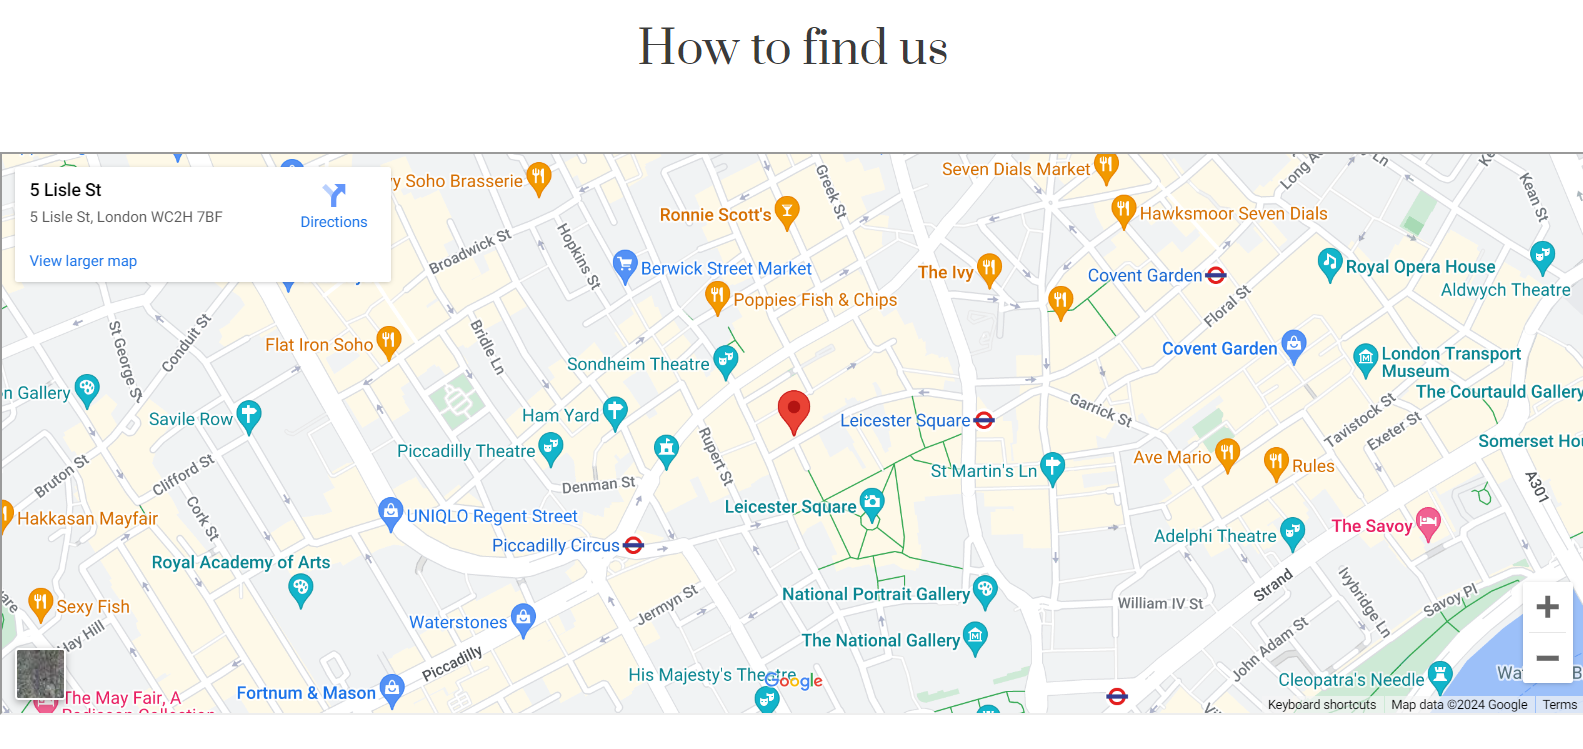 How to find us
5 Lisle St
5 Lisle St, London WC2H 7BF
Directions
View larger map
y Soho Brasserie
Ronnie Scott's
Greek St
Seven Dials Market
Hawksmoor Seven Dials
Kean St
Broadwick St
Hopkins St
Berwick Street Market
The Ivy
Covent Garden
Royal Opera House
Aldwych Theatre
Poppies Fish & Chips
Floral St
St George St
Conduit St
Flat Iron Soho
Bridle Ln
Sondheim Theatre
Covent Garden
London Transport
Museum
The Courtauld Gallery
n Gallery
Savile Row
Ham Yard
Leicester Square
Garrick St
Tavistock St
Exeter St
Piccadilly Theatre
Rupert St
Somerset Hou
Bruton St
Clifford St
St Martin's Ln
Ave Mario
Rules
A301
Denman St
Cork St
Leicester Square
Hakkasan Mayfair
UNIQLO Regent Street
Piccadilly Circus
Adelphi Theatre
The Savoy
Royal Academy of Arts
Strand
Ivybridge Ln
Savoy Pl
Sexy Fish
Jermyn St
National Portrait Gallery
William IV St
Waterstones
The National Gallery
John Adam St
Hay Hill
Piccadilly
His Majesty's Theatre
Google
Cleopatra's Needle
The May Fair, A
Radisson Collection
Fortnum & Mason
Keyboard shortcuts
Map data ©2024 Google
Terms